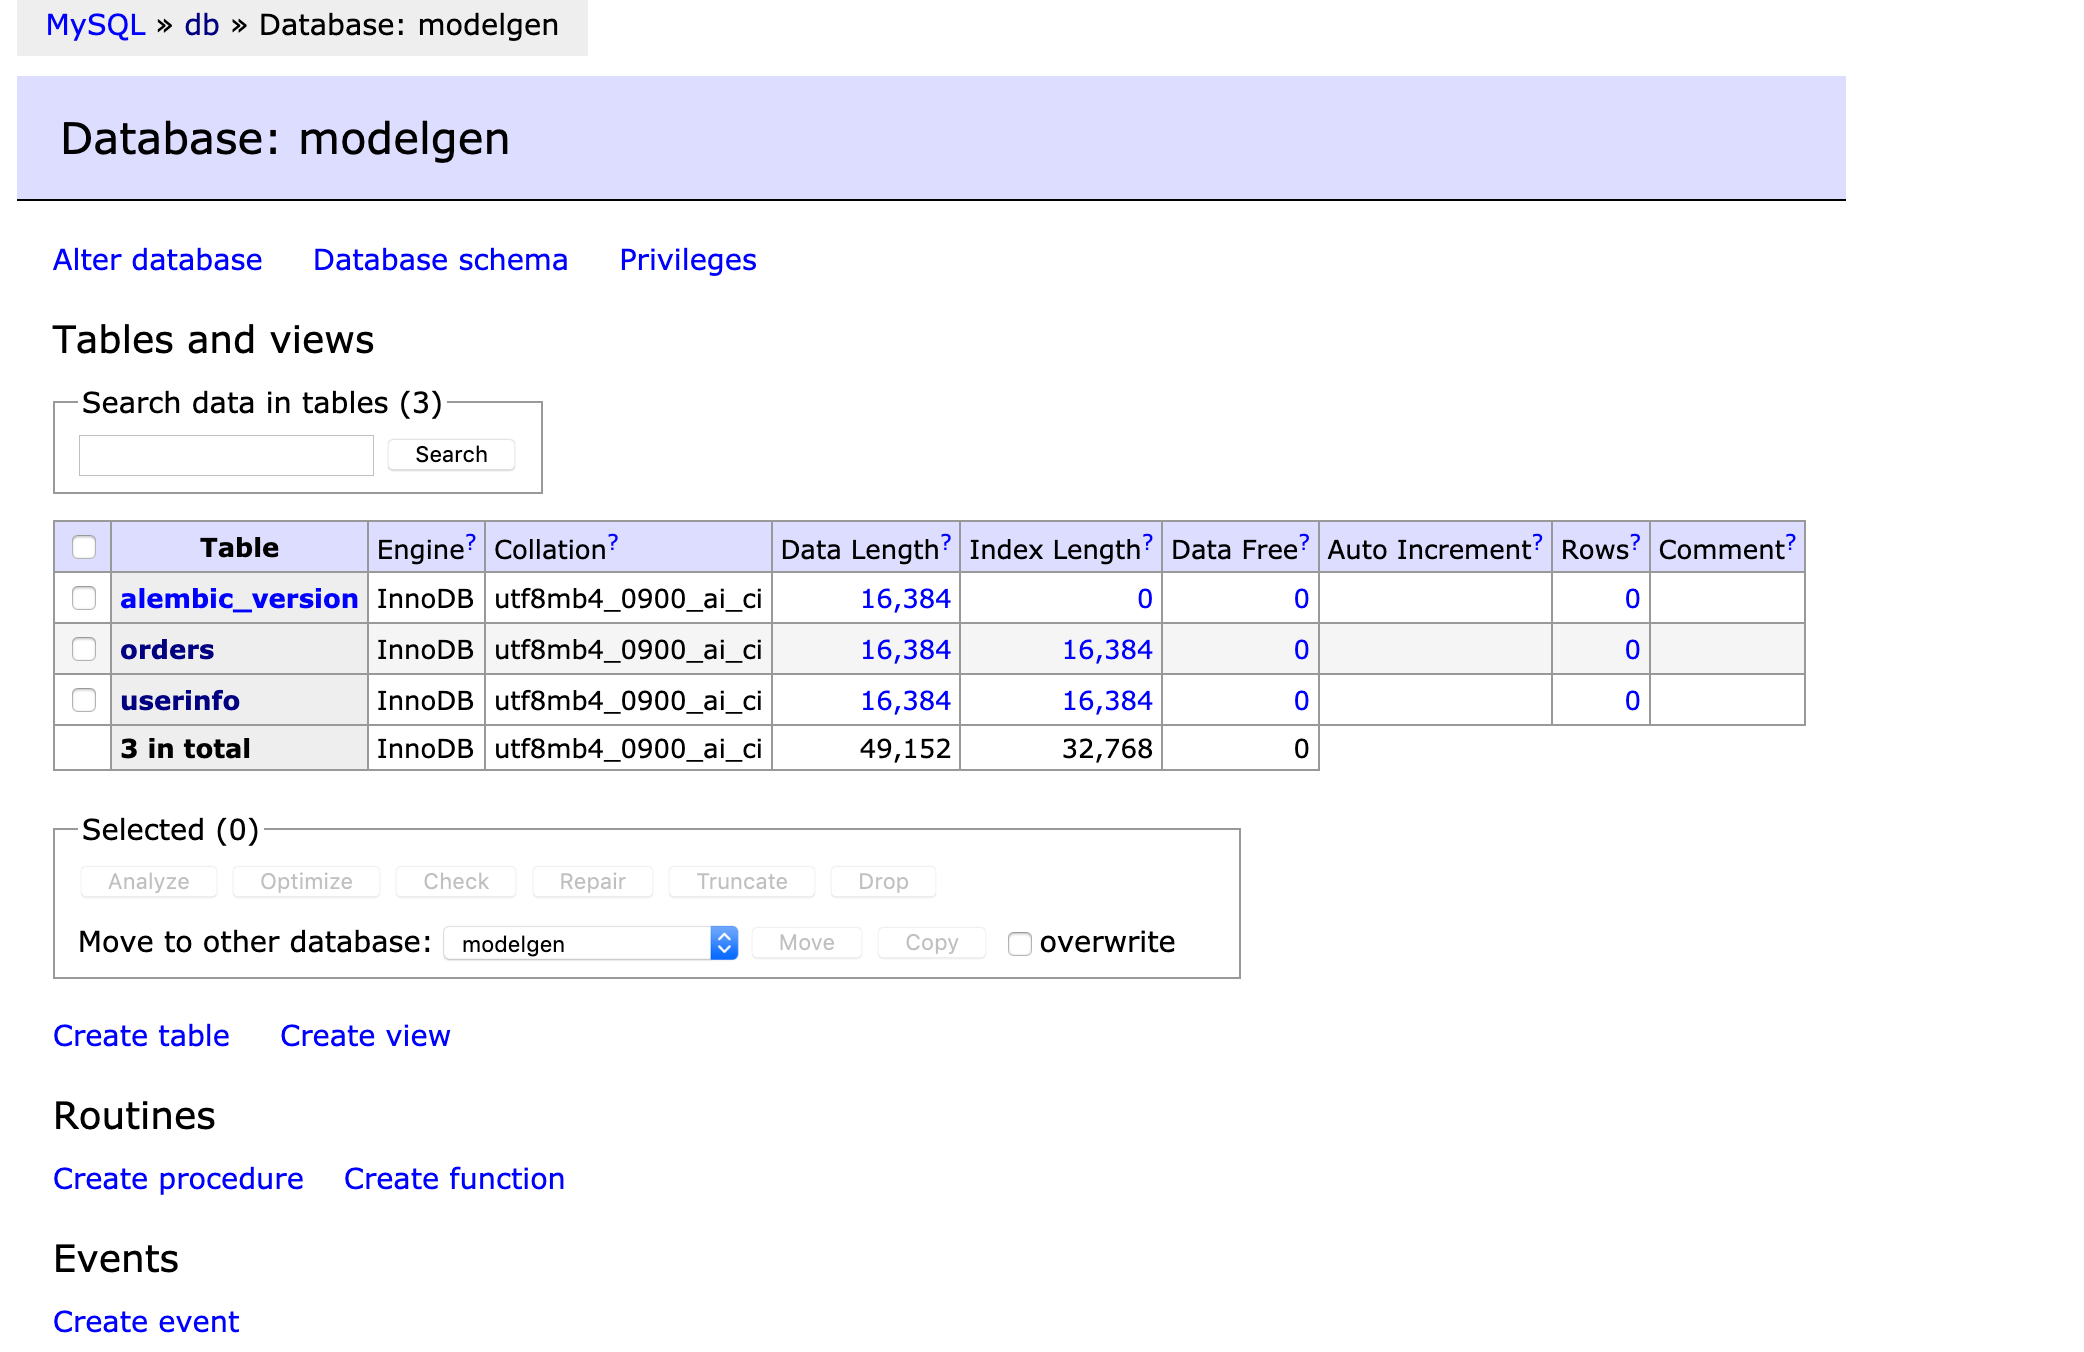 MySQL » db » Database: modelgen
Database: modelgen
Alter database Database schema Privileges
Tables and views
Search data in tables (3)
Search
Table Engine? Collation? Data Length? Index Length? Data Free? Auto Increment? Rows? Comment?
alembic_version InnoDB utf8mb4_0900_ai_ci 16,384 0 0 0
orders InnoDB utf8mb4_0900_ai_ci 16,384 16,384 0 0
userinfo InnoDB utf8mb4_0900_ai_ci 16,384 16,384 0 0
3 in total InnoDB utf8mb4_0900_ai_ci 49,152 32,768 0
Selected (0)
Analyze Optimize Check Repair Truncate Drop
Move to other database: modelgen Move Copy overwrite
Create table Create view
Routines
Create procedure Create function
Events
Create event